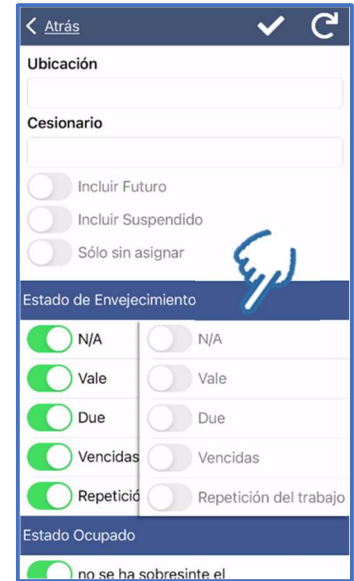 Atrás
Ubicación
Cesionario
Incluir Futuro
Incluir Suspendido
Sólo sin asignar
Estado de Envejecimiento
N/A N/A
Vale Vale
Due Due
Vencidas Vencidas
Repetició Repetición del trabajo
Estado Ocupado
no se ha sobresinte el